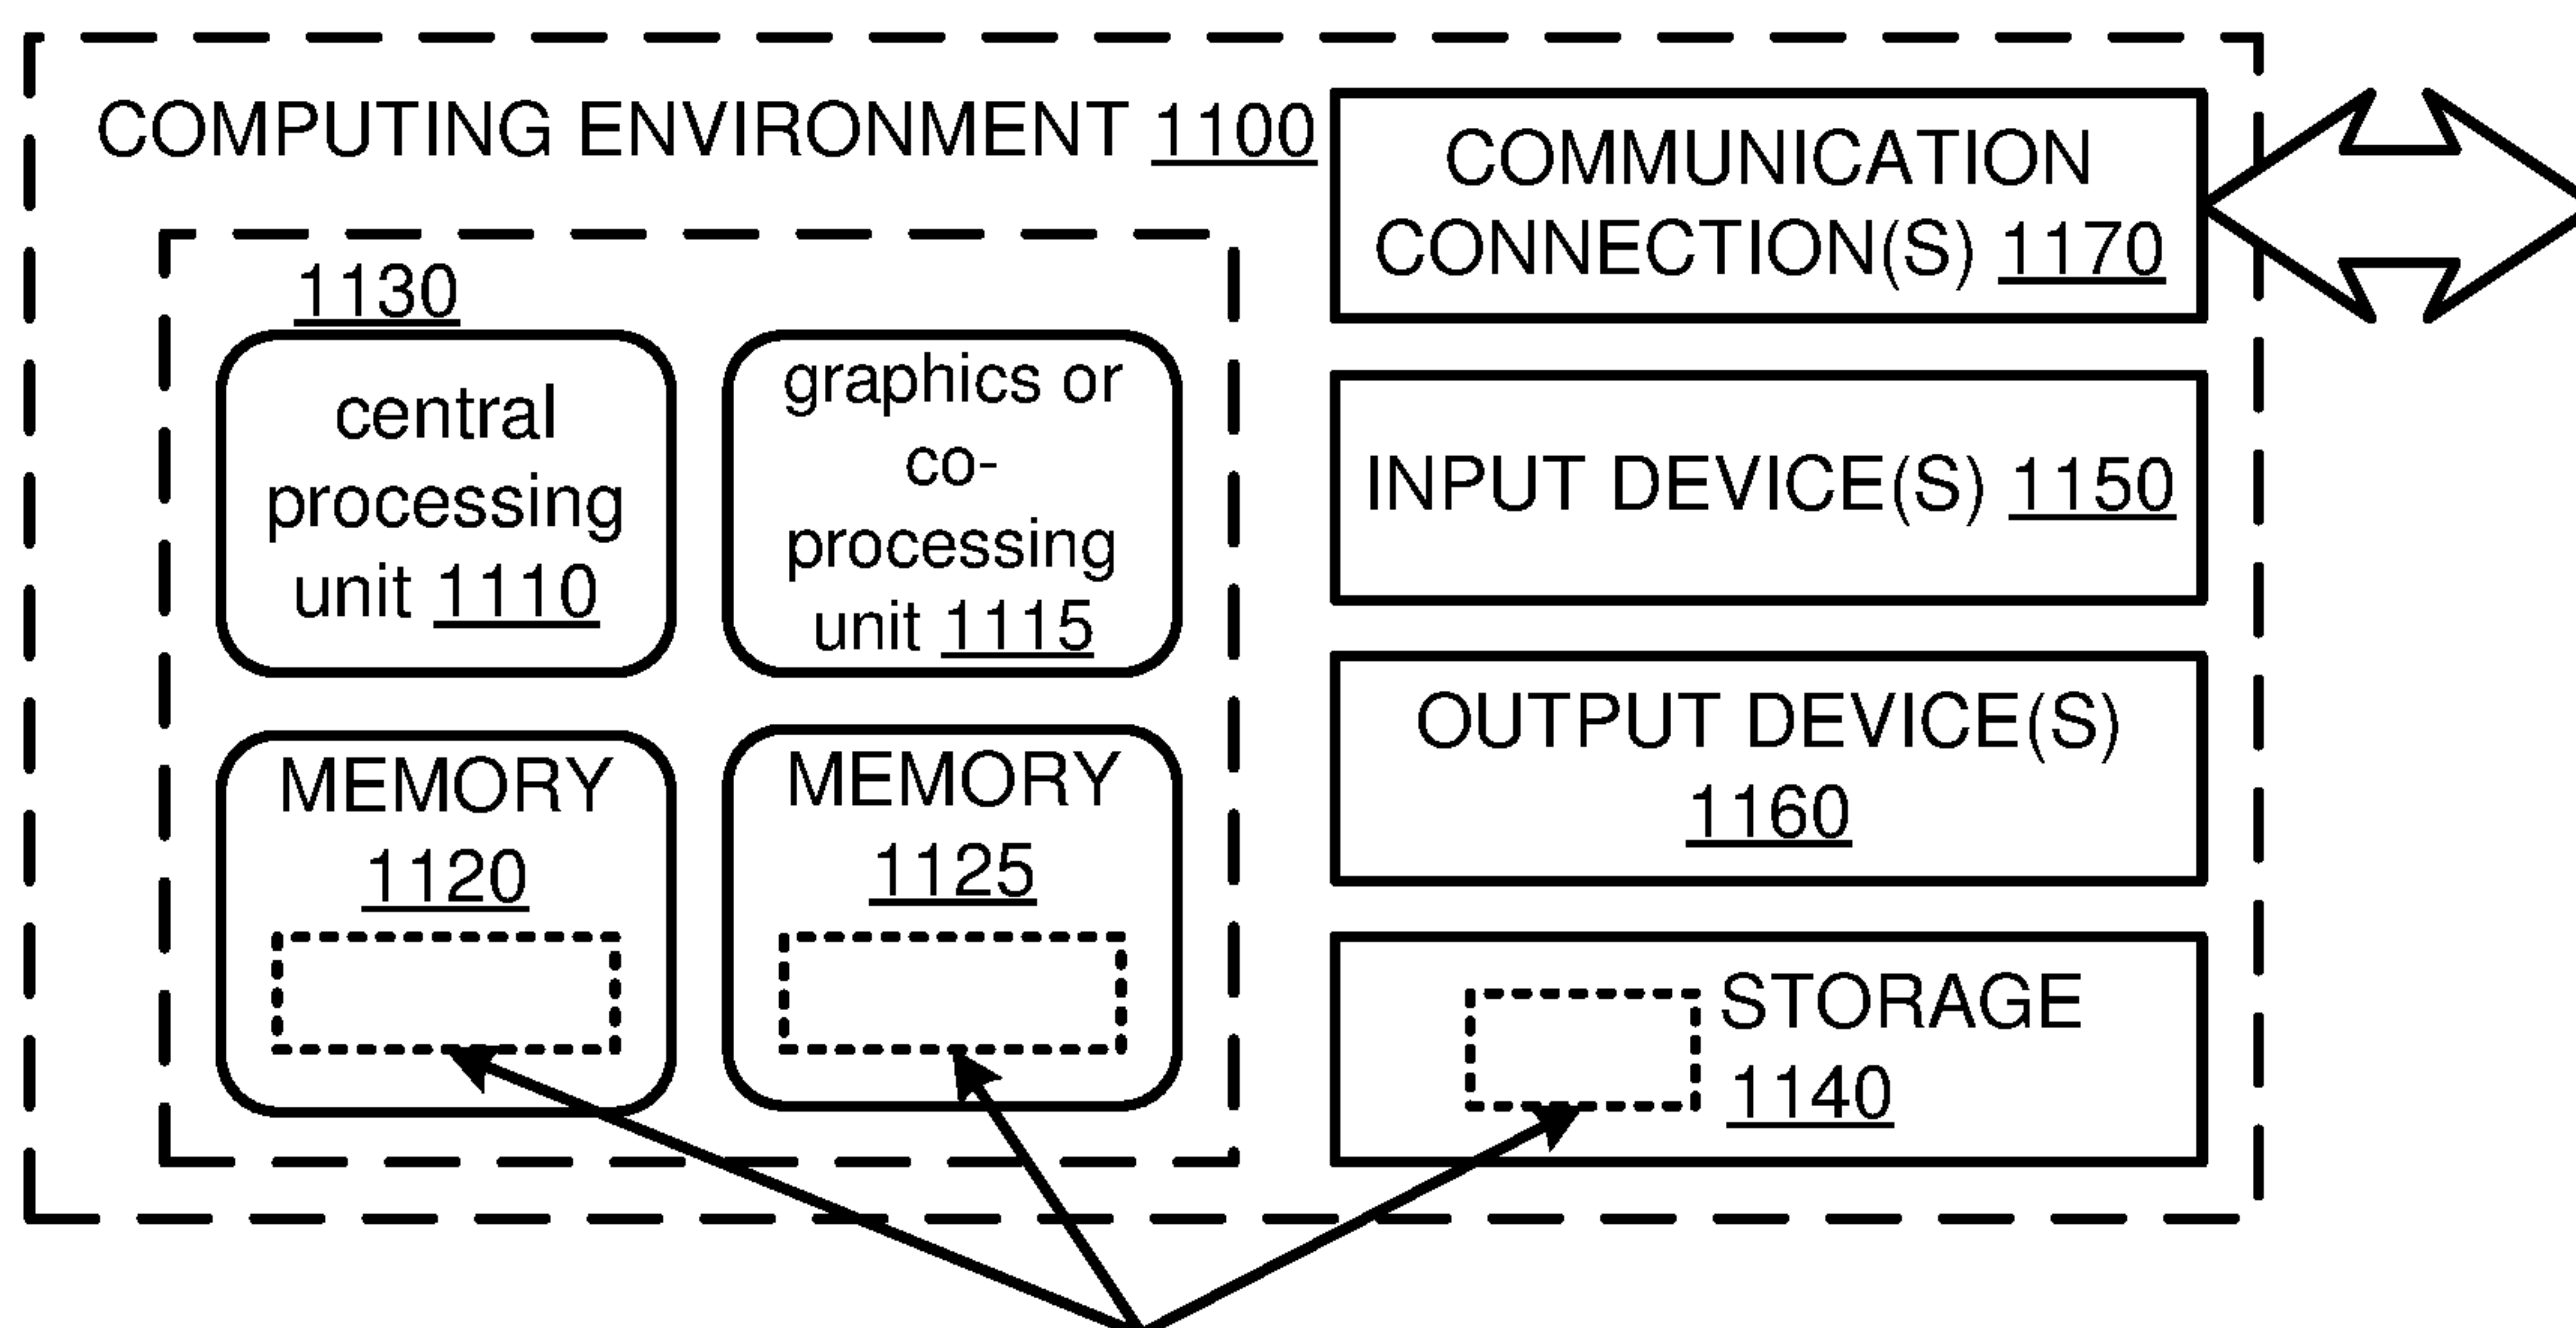 COMPUTING ENVIRONMENT 1100
1130
central
processing
unit 1110
graphics or
co-
processing
unit 1115
MEMORY
1120
MEMORY
1125
COMMUNICATION
CONNECTION(S) 1170
INPUT DEVICE(S) 1150
OUTPUT DEVICE(S)
1160
STORAGE
1140